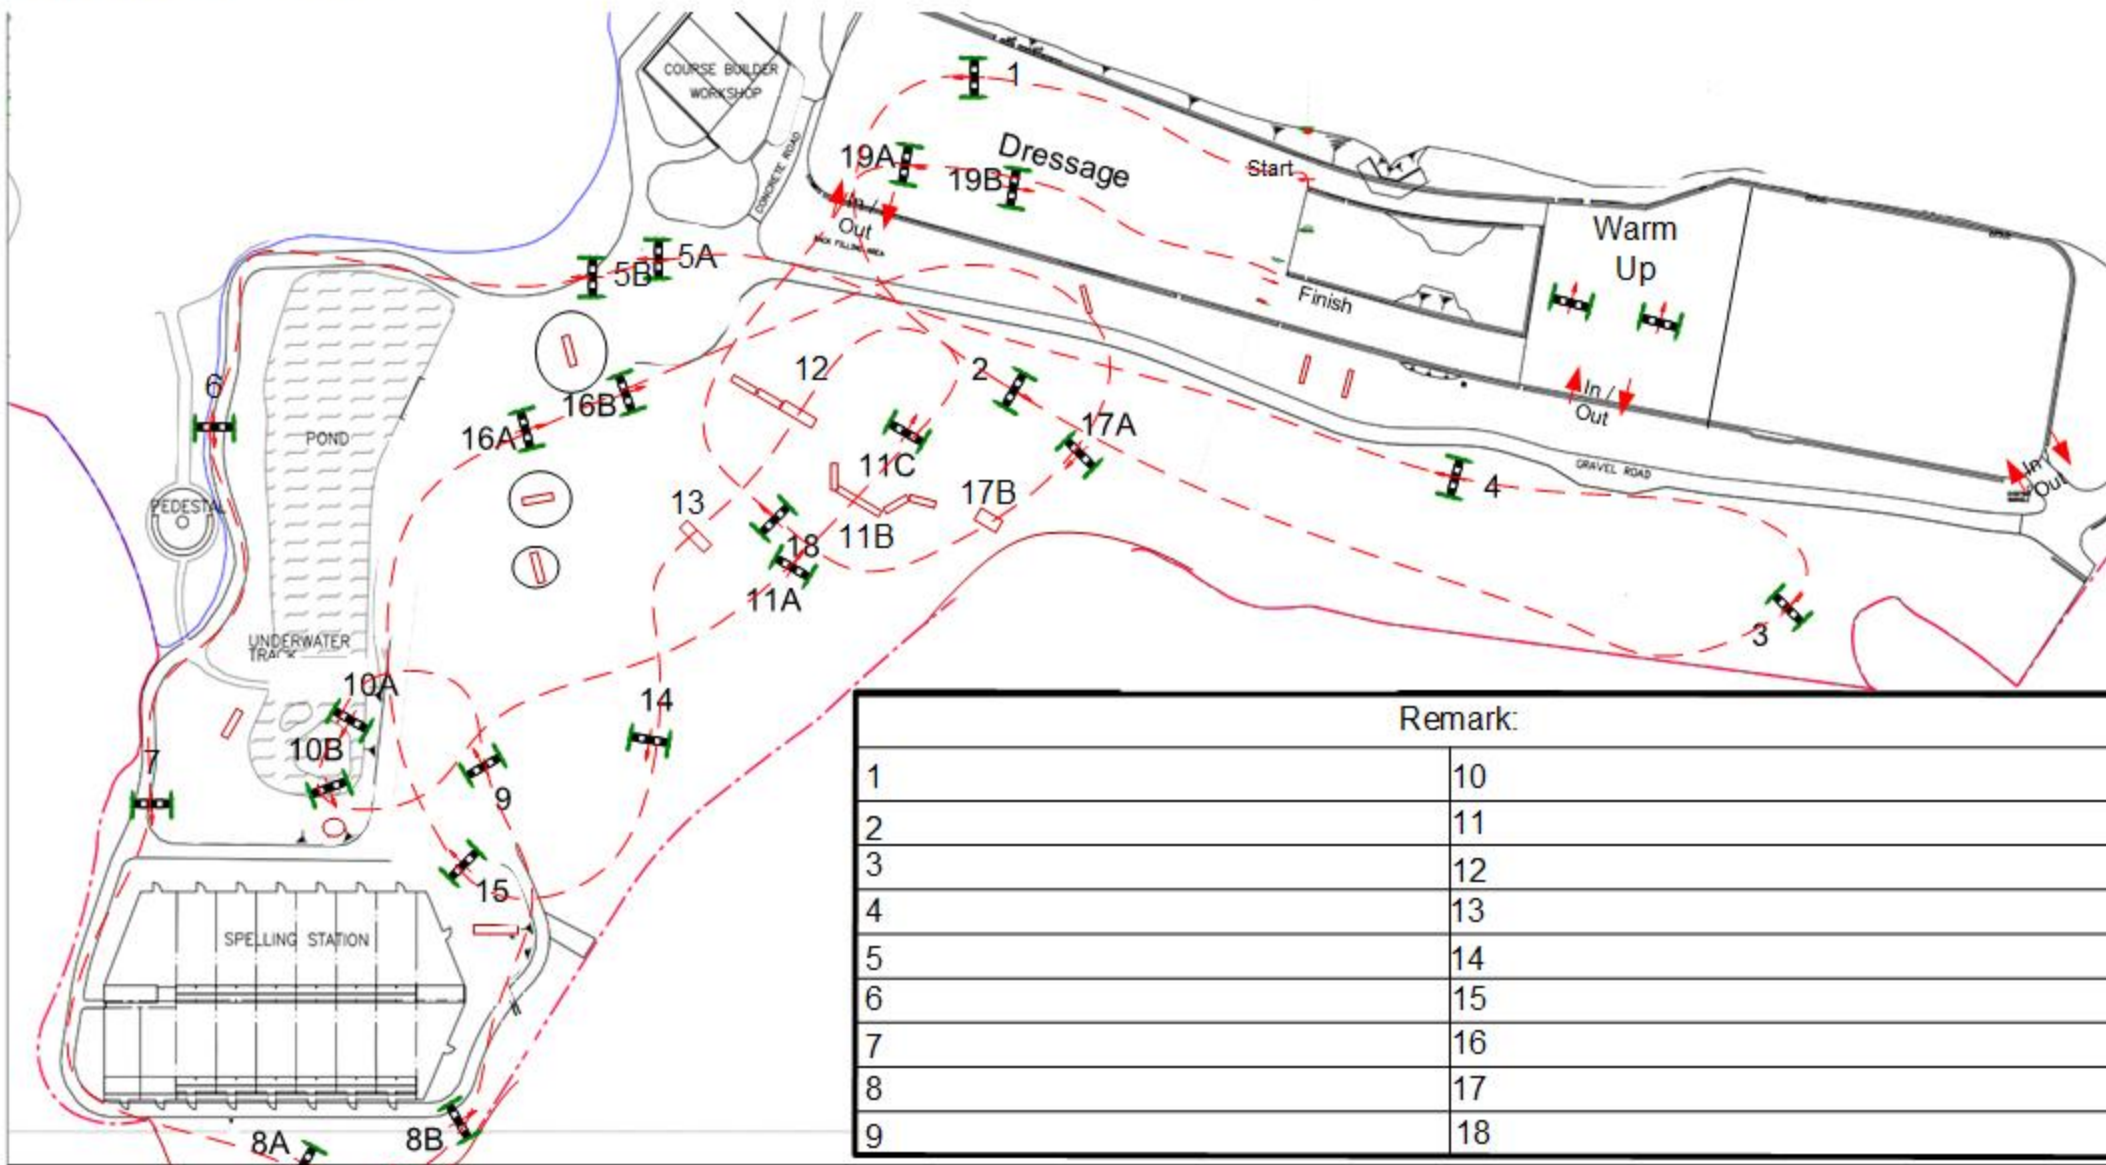 COURSE BUILDER
WORKSHOP
CONCRETE ROAD
1
Dressage
19A
19B
Start
In /
Out
BACK FILLING AREA
Finish
Warm
Up
In /
Out
In /
Out
GRAVEL ROAD
5A
5B
6
POND
PEDESTAL
UNDERWATER
TRACK
12
2
16B
16A
11C
17A
17B
13
11B
18
11A
4
3
10A
10B
14
7
9
15
SPELLING STATION
8A
8B
Remark:
1 10
2 11
3 12
4 13
5 14
6 15
7 16
8 17
9 18